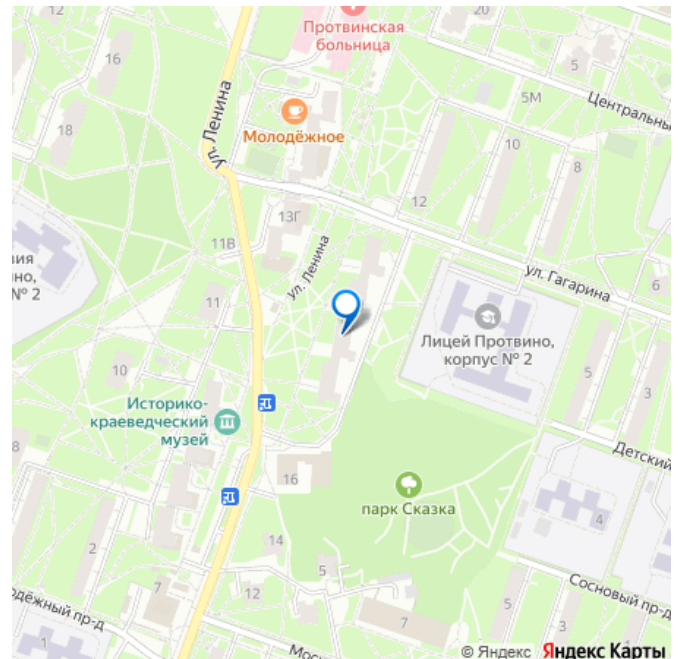 12
Протвинская
больница
20
16
5
ул. Ленина
5М
Центральны
Молодёжное
18
10
8
12
13Г
11В
ул. Ленина
ул. Гагарина
вия
но,
№ 2
6
11
Лицей Протвино,
корпус № 2
10
5
3
Историко-
краеведческий
музей
Детский
8
16
парк Сказка
4
14
2
5
7
Сосновый пр-д
одёжный пр-д
5
3
7
1
Мос
© Яндекс Яндекс Карты